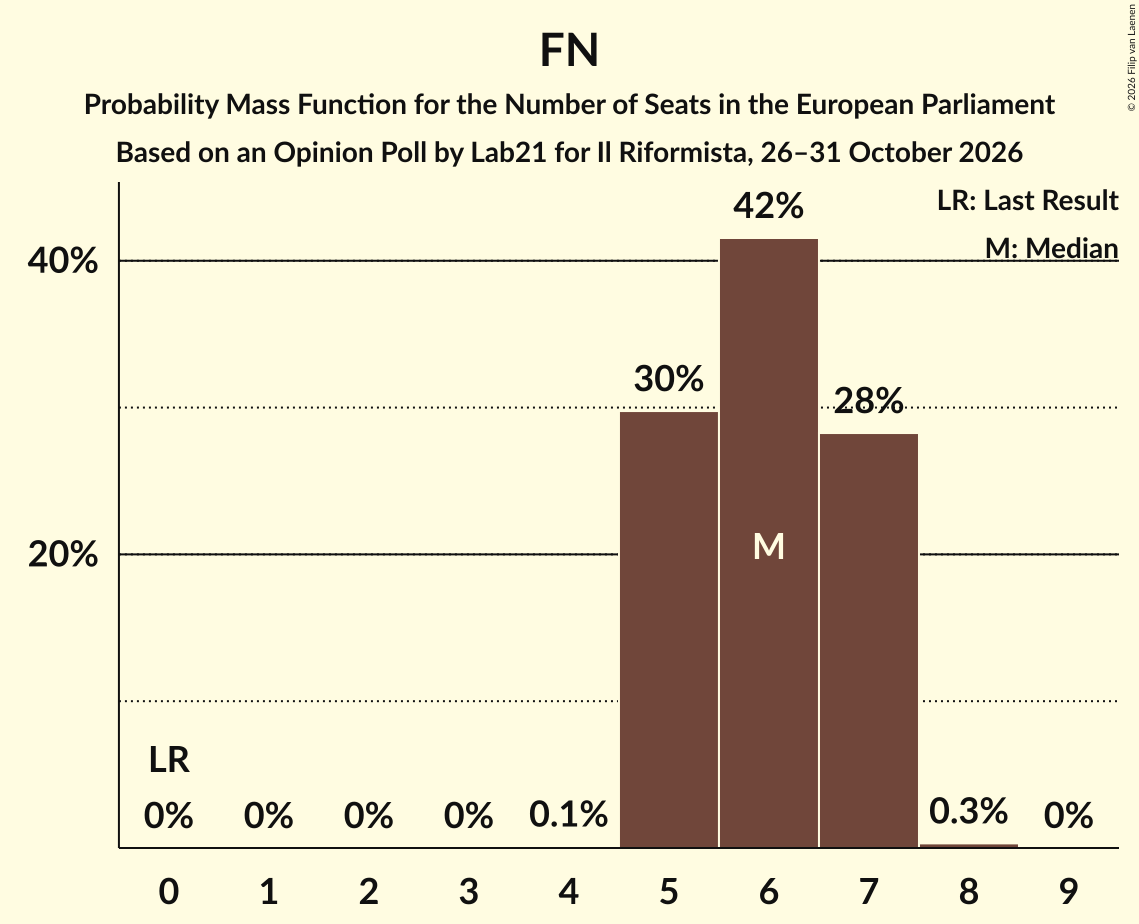 FN
Probability Mass Function for the Number of Seats in the European Parliament
Based on an Opinion Poll by Lab21 for Il Riformista, 26–31 October 2026
© 2026 Filip van Laenen
LR: Last Result
M: Median
40%
20%
42%
30%
28%
M
LR
0%
0%
0%
0%
0.1%
0.3%
0%
0 1 2 3 4 5 6 7 8 9